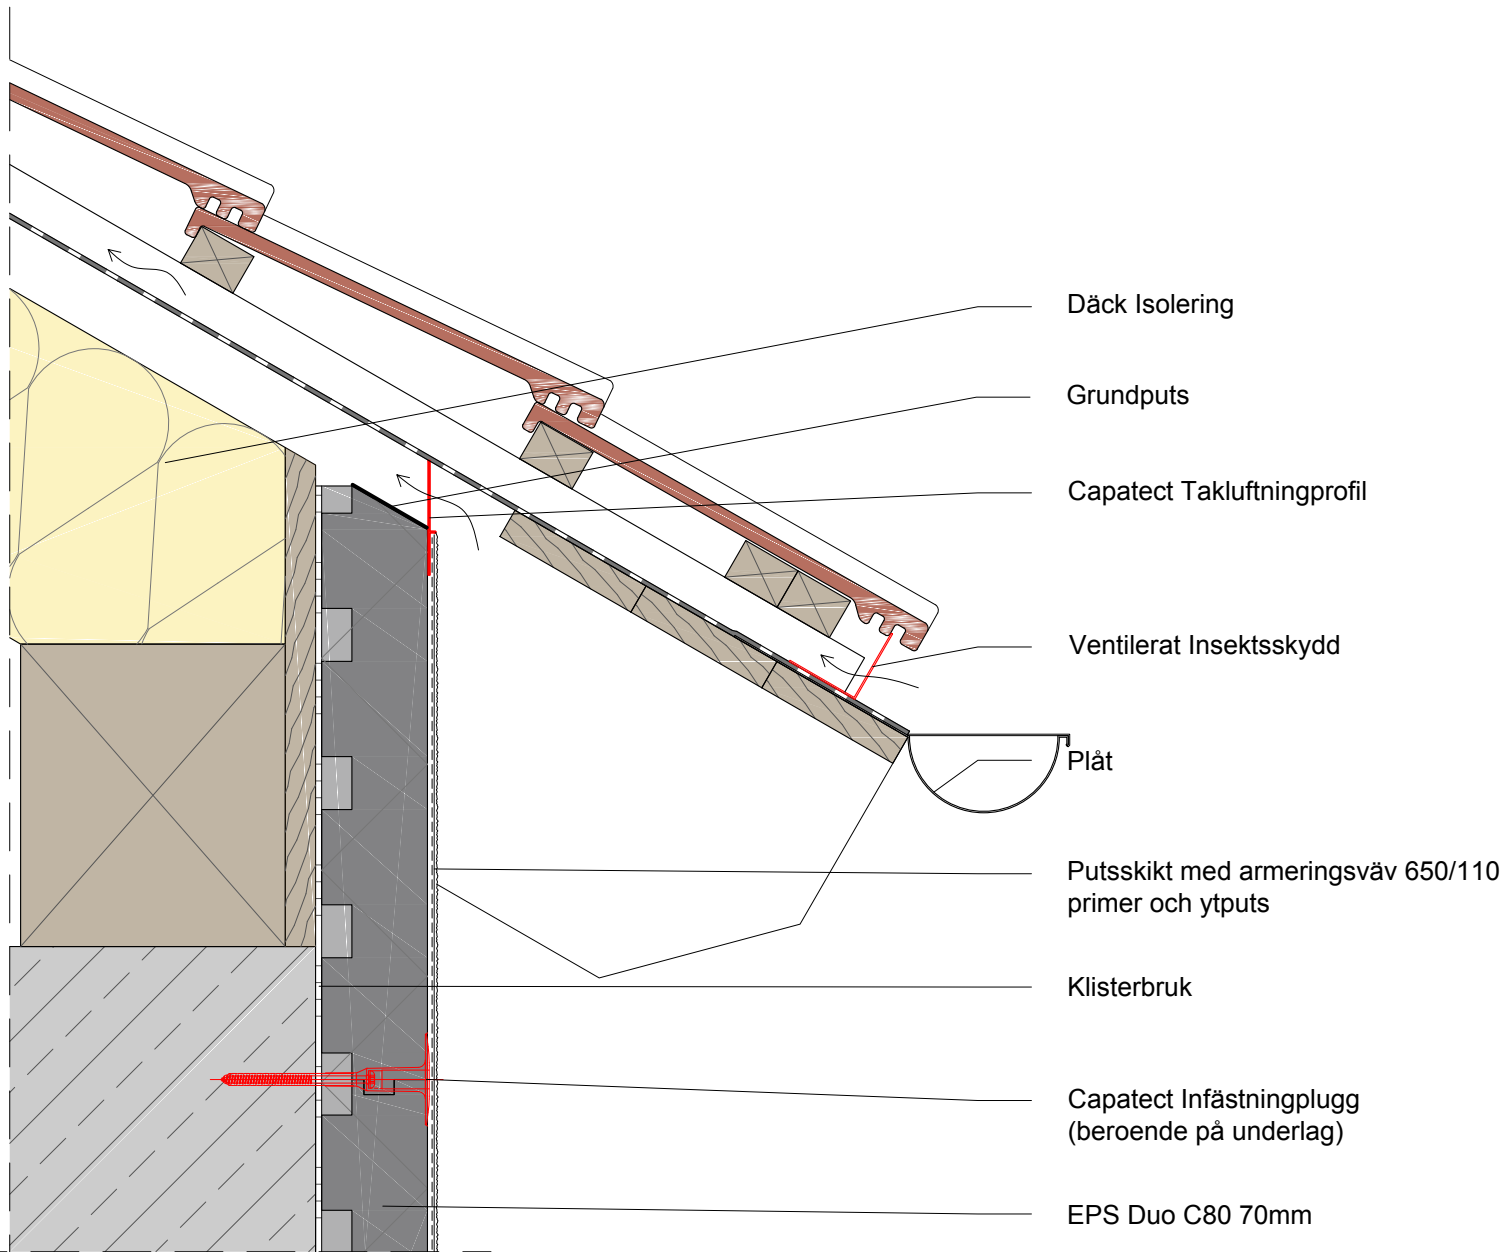 Däck Isolering
Grundputs
Capatect Takluftningprofil
Ventilerat Insektsskydd
Plåt
Putsskikt med armeringsväv 650/110
primer och ytputs
Klisterbruk
Capatect Infästningplugg
(beroende på underlag)
EPS Duo C80 70mm